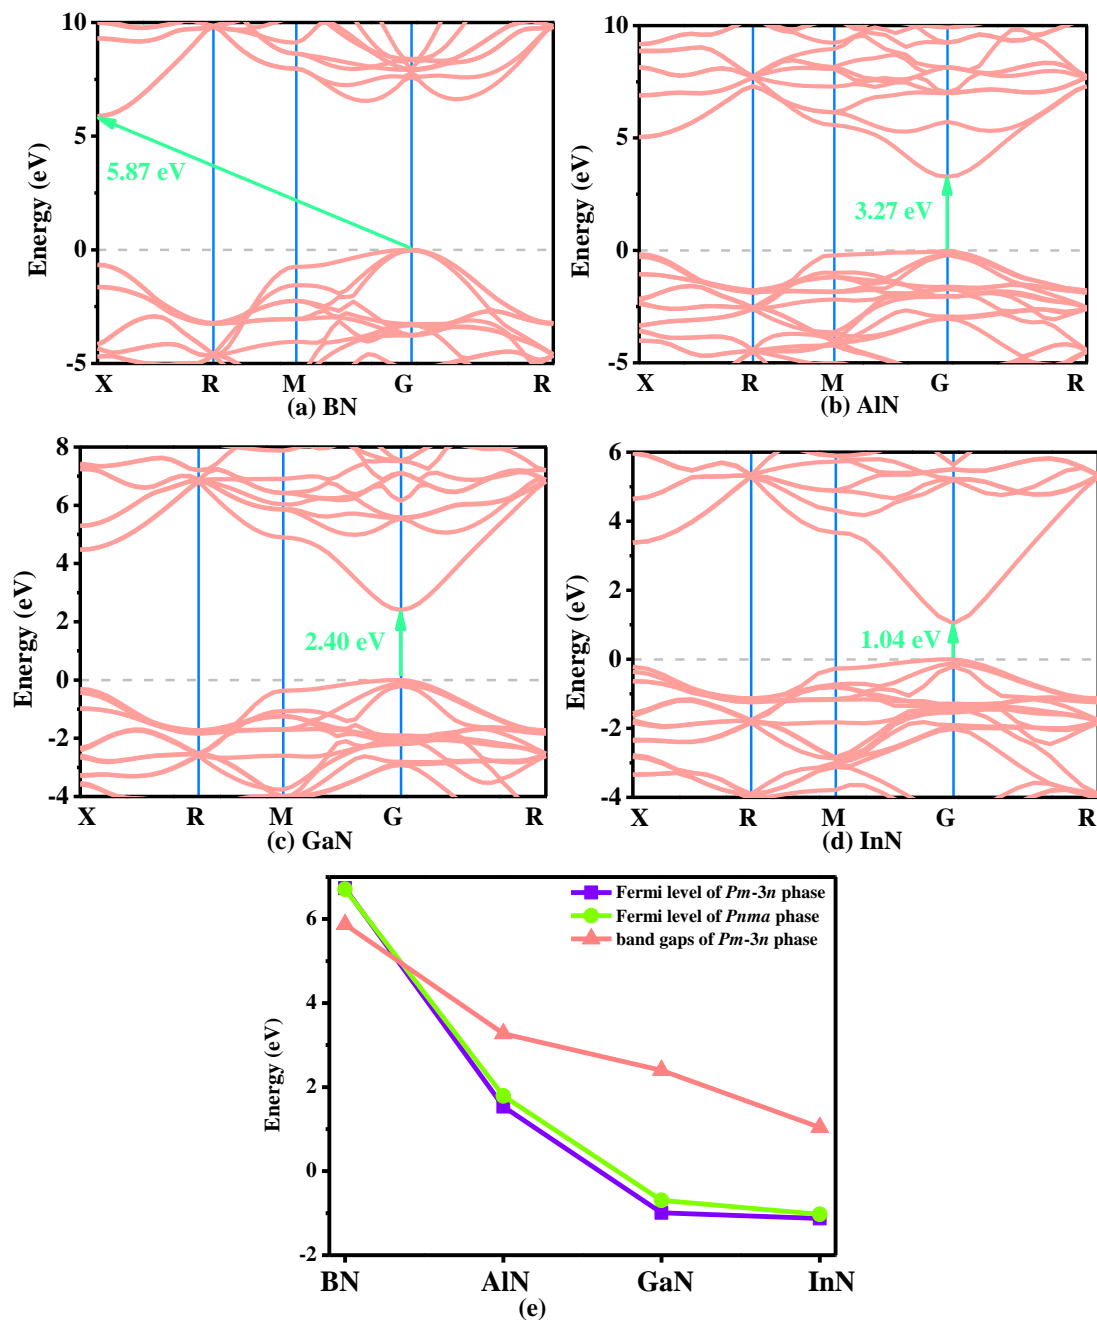 10
5
0
-5
Energy (eV)
5.87 eV
X R M G R
(a) BN
10
5
0
-5
Energy (eV)
3.27 eV
X R M G R
(b) AlN
8
6
4
2
0
-2
-4
Energy (eV)
2.40 eV
X R M G R
(c) GaN
6
4
2
0
-2
-4
Energy (eV)
1.04 eV
X R M G R
(d) InN
6
4
2
0
-2
Energy (eV)
Fermi level of Pm-3n phase
Fermi level of Pnma phase
band gaps of Pm-3n phase
BN AlN GaN InN
(e)